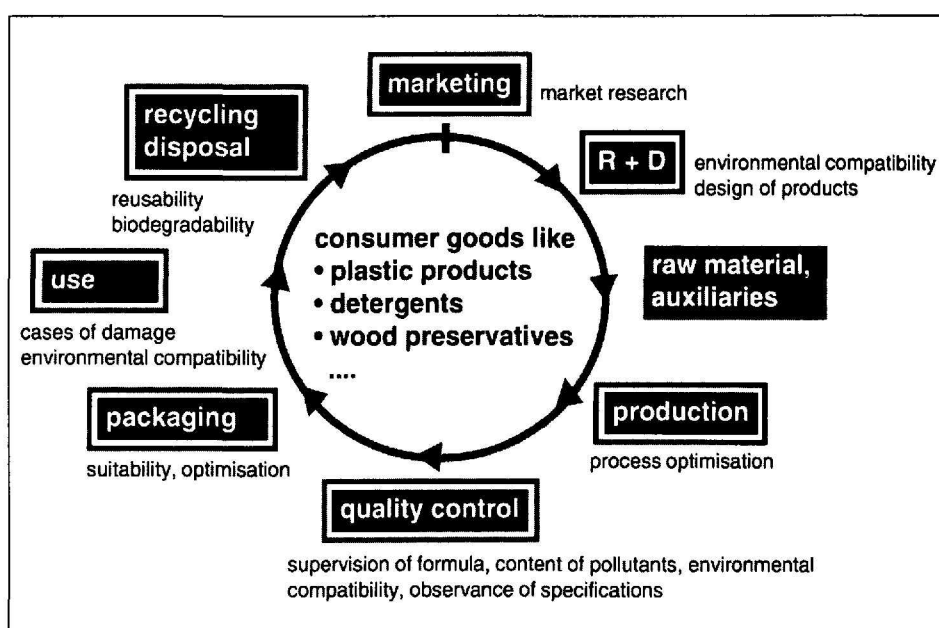 marketing
market research
R + D
environmental compatibility
design of products
raw material,
auxiliaries
production
process optimisation
quality control
supervision of formula, content of pollutants, environmental
compatibility, observance of specifications
packaging
suitability, optimisation
use
cases of damage
environmental compatibility
recycling
disposal
reusability
biodegradability
consumer goods like
• plastic products
• detergents
• wood preservatives
....